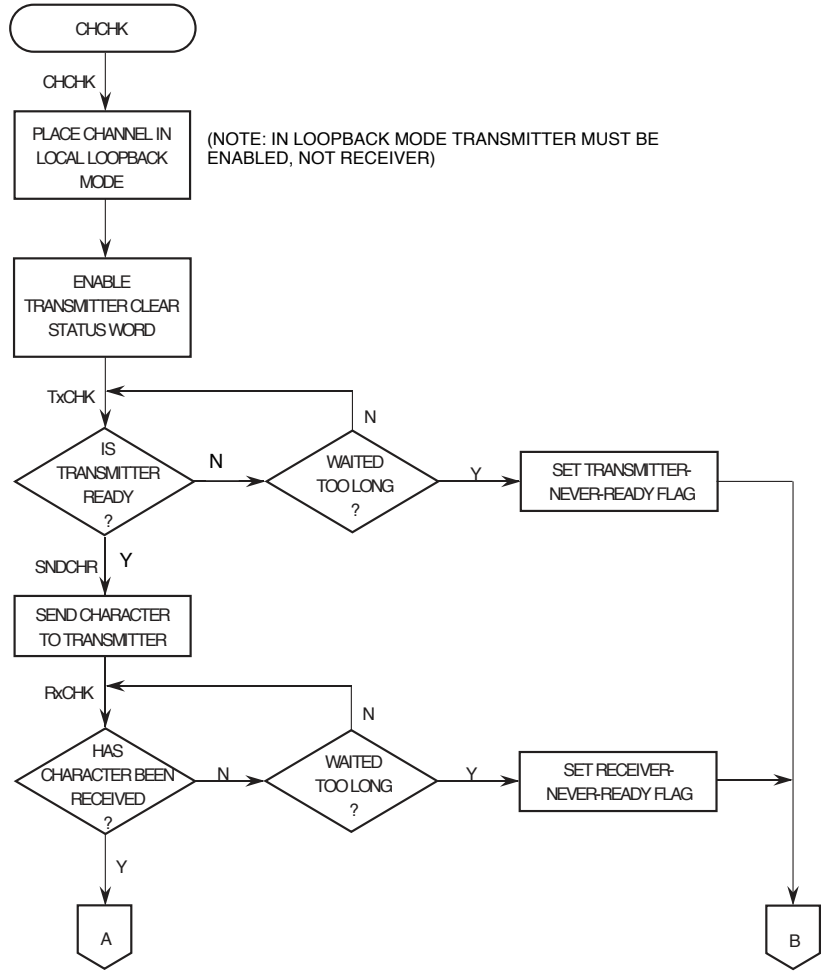 CHCHK
CHCHK
PLACE CHANNEL IN
LOCAL LOOPBACK
MODE
(NOTE: IN LOOPBACK MODE TRANSMITTER MUST BE
ENABLED, NOT RECEIVER)
ENABLE
TRANSMITTER CLEAR
STATUS WORD
TxCHK
N
IS
TRANSMITTER
READY
?
N
WAITED
TOO LONG
?
Y
SET TRANSMITTER-
NEVER-READY FLAG
SNDCHR
Y
SEND CHARACTER
TO TRANSMITTER
RxCHK
N
HAS
CHARACTER BEEN
RECEIVED
?
N
WAITED
TOO LONG
?
Y
SET RECEIVER-
NEVER-READY FLAG
Y
A
B